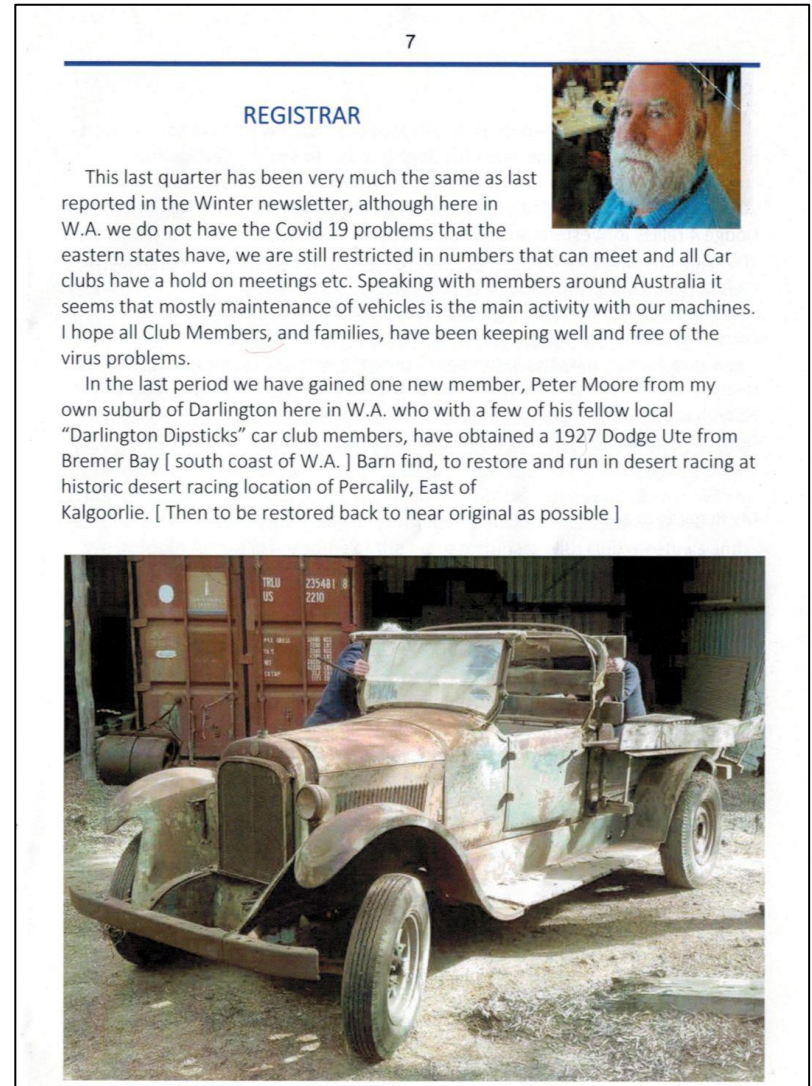 7
REGISTRAR
This last quarter has been very much the same as last
reported in the Winter newsletter, although here in
W.A. we do not have the Covid 19 problems that the
eastern states have, we are still restricted in numbers that can meet and all Car
clubs have a hold on meetings etc. Speaking with members around Australia it
seems that mostly maintenance of vehicles is the main activity with our machines.
I hope all Club Members, and families, have been keeping well and free of the
virus problems.
In the last period we have gained one new member, Peter Moore from my
own suburb of Darlington here in W.A. who with a few of his fellow local
“Darlington Dipsticks” car club members, have obtained a 1927 Dodge Ute from
Bremer Bay [ south coast of W.A. ] Barn find, to restore and run in desert racing at
historic desert racing location of Percalily, East of
Kalgoorlie. [ Then to be restored back to near original as possible ]
TRLU 235481 8
US 2210